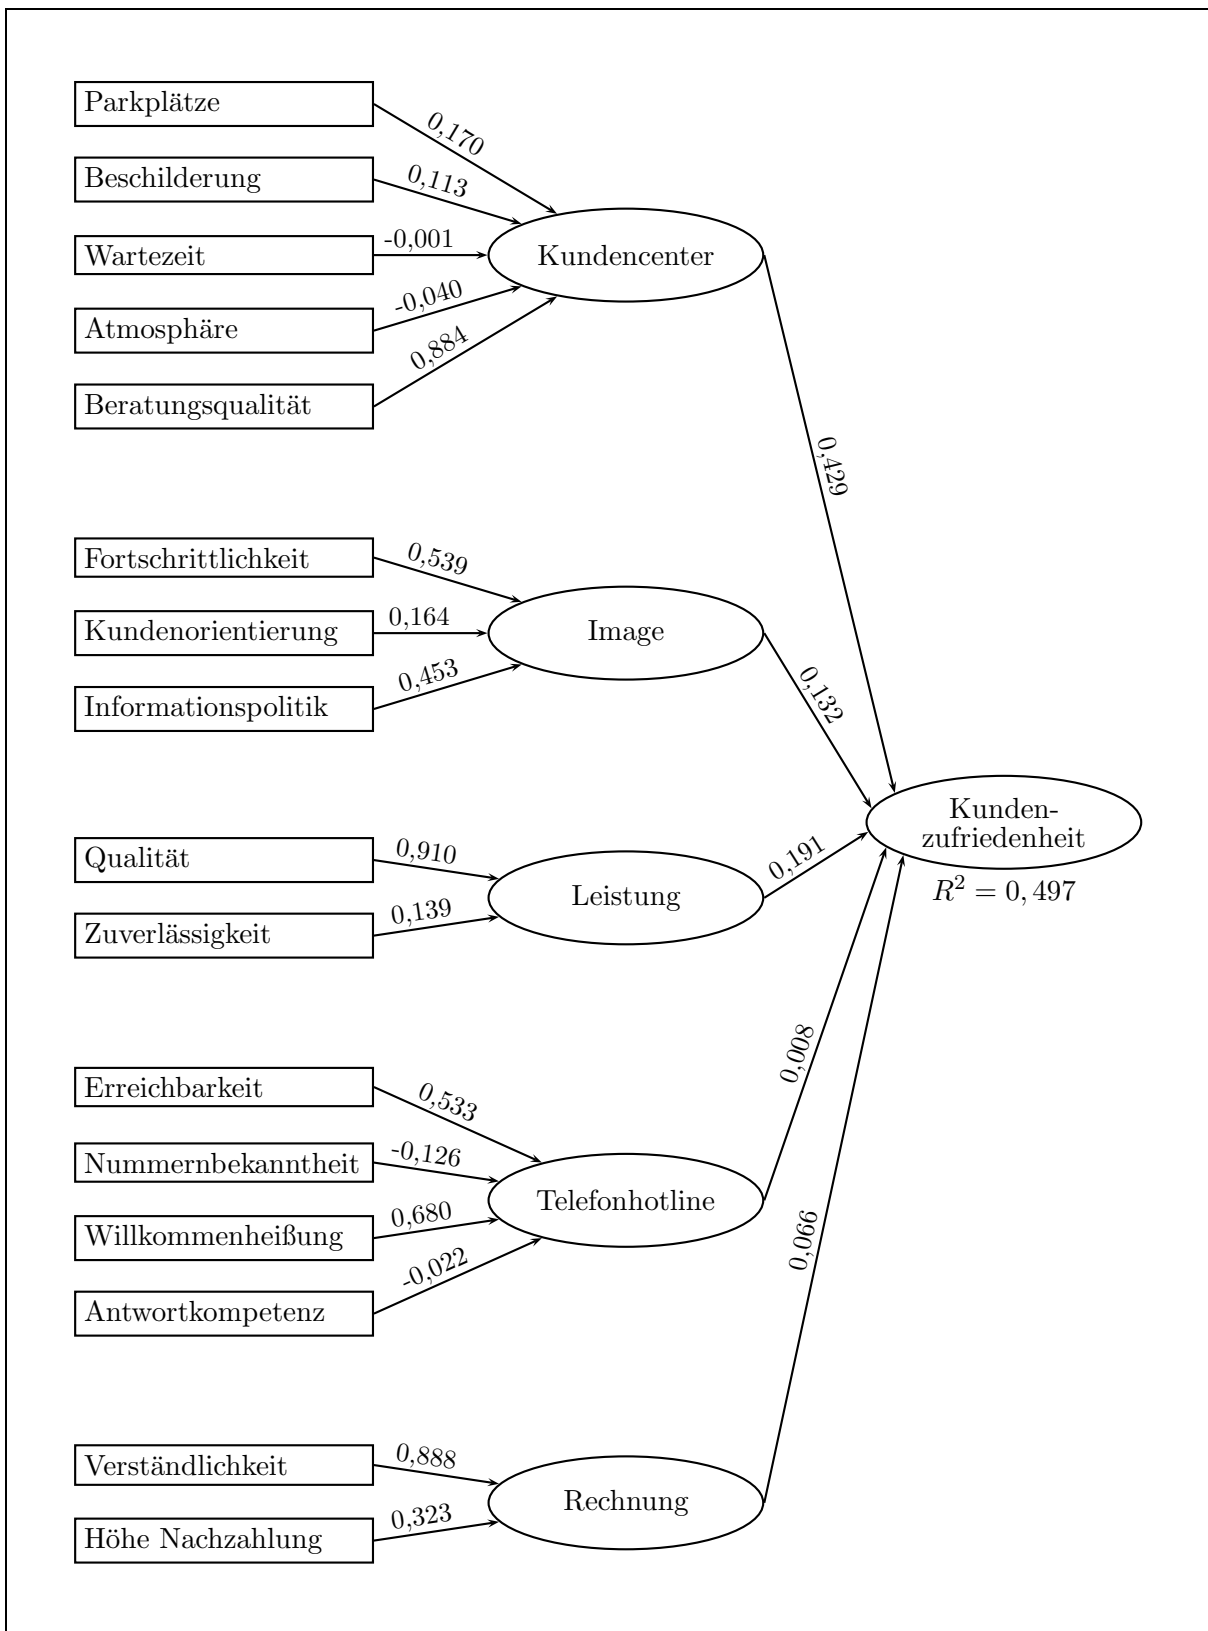 Parkplätze
0,170
Beschilderung
0,113
Wartezeit
-0,001
Kundencenter
Atmosphäre
-0,040
Beratungsqualität
0,884
0,429
Fortschrittlichkeit
0,539
Kundenorientierung
0,164
Image
Informationspolitik
0,453
0,132
Kunden-
zufriedenheit
R² = 0, 497
Qualität
0,910
Leistung
0,191
Zuverlässigkeit
0,139
Erreichbarkeit
0,533
0,008
Nummernbekanntheit
-0,126
Telefonhotline
Willkommenheißung
0,680
0,066
Antwortkompetenz
-0,022
Verständlichkeit
0,888
Rechnung
Höhe Nachzahlung
0,323